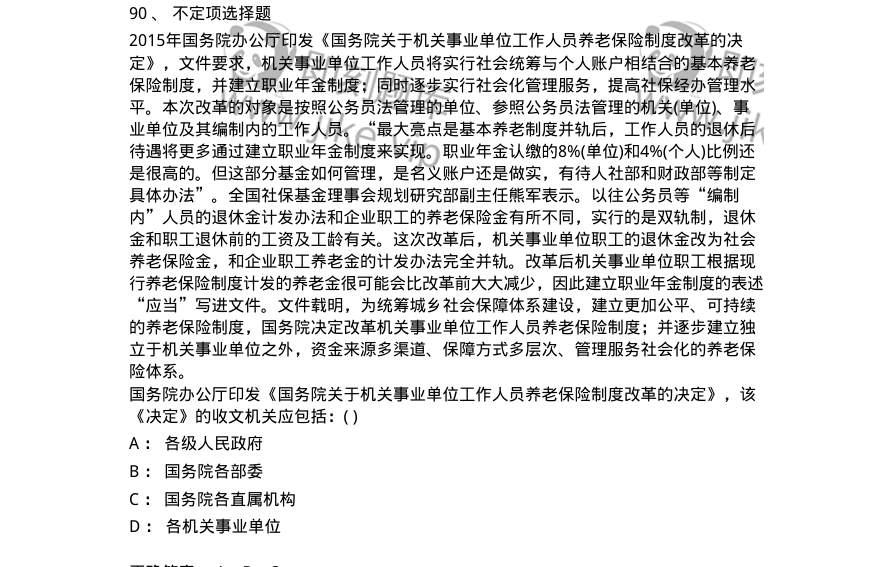 90 、 不定项选择题
2015年国务院办公厅印发《国务院关于机关事业单位工作人员养老保险制度改革的决
定》，文件要求，机关事业单位工作人员将实行社会统筹与个人账户相结合的基本养老
保险制度，并建立职业年金制度；同时逐步实行社会化管理服务，提高社保经办管理水
平。本次改革的对象是按照公务员法管理的单位、参照公务员法管理的机关(单位)、事
业单位及其编制内的工作人员。 “最大亮点是基本养老制度并轨后，工作人员的退休后
待遇将更多通过建立职业年金制度来实现。职业年金认缴的8%(单位)和4%(个人)比例还
是很高的。但这部分基金如何管理，是名义账户还是做实，有待人社部和财政部等制定
具体办法” 。全国社保基金理事会规划研究部副主任熊军表示。以往公务员等“编制
内”人员的退休金计发办法和企业职工的养老保险金有所不同，实行的是双轨制，退休
金和职工退休前的工资及工龄有关。这次改革后，机关事业单位职工的退休金改为社会
养老保险金，和企业职工养老金的计发办法完全并轨。改革后机关事业单位职工根据现
行养老保险制度计发的养老金很可能会比改革前大大减少，因此建立职业年金制度的表述
“应当”写进文件。文件载明，为统筹城乡社会保障体系建设，建立更加公平、可持续
的养老保险制度，国务院决定改革机关事业单位工作人员养老保险制度；并逐步建立独
立于机关事业单位之外，资金来源多渠道、保障方式多层次、管理服务社会化的养老保
险体系。
国务院办公厅印发《国务院关于机关事业单位工作人员养老保险制度改革的决定》，该
《决定》的收文机关应包括：( )
A ： 各级人民政府
B ： 国务院各部委
C ： 国务院各直属机构
D ： 各机关事业单位